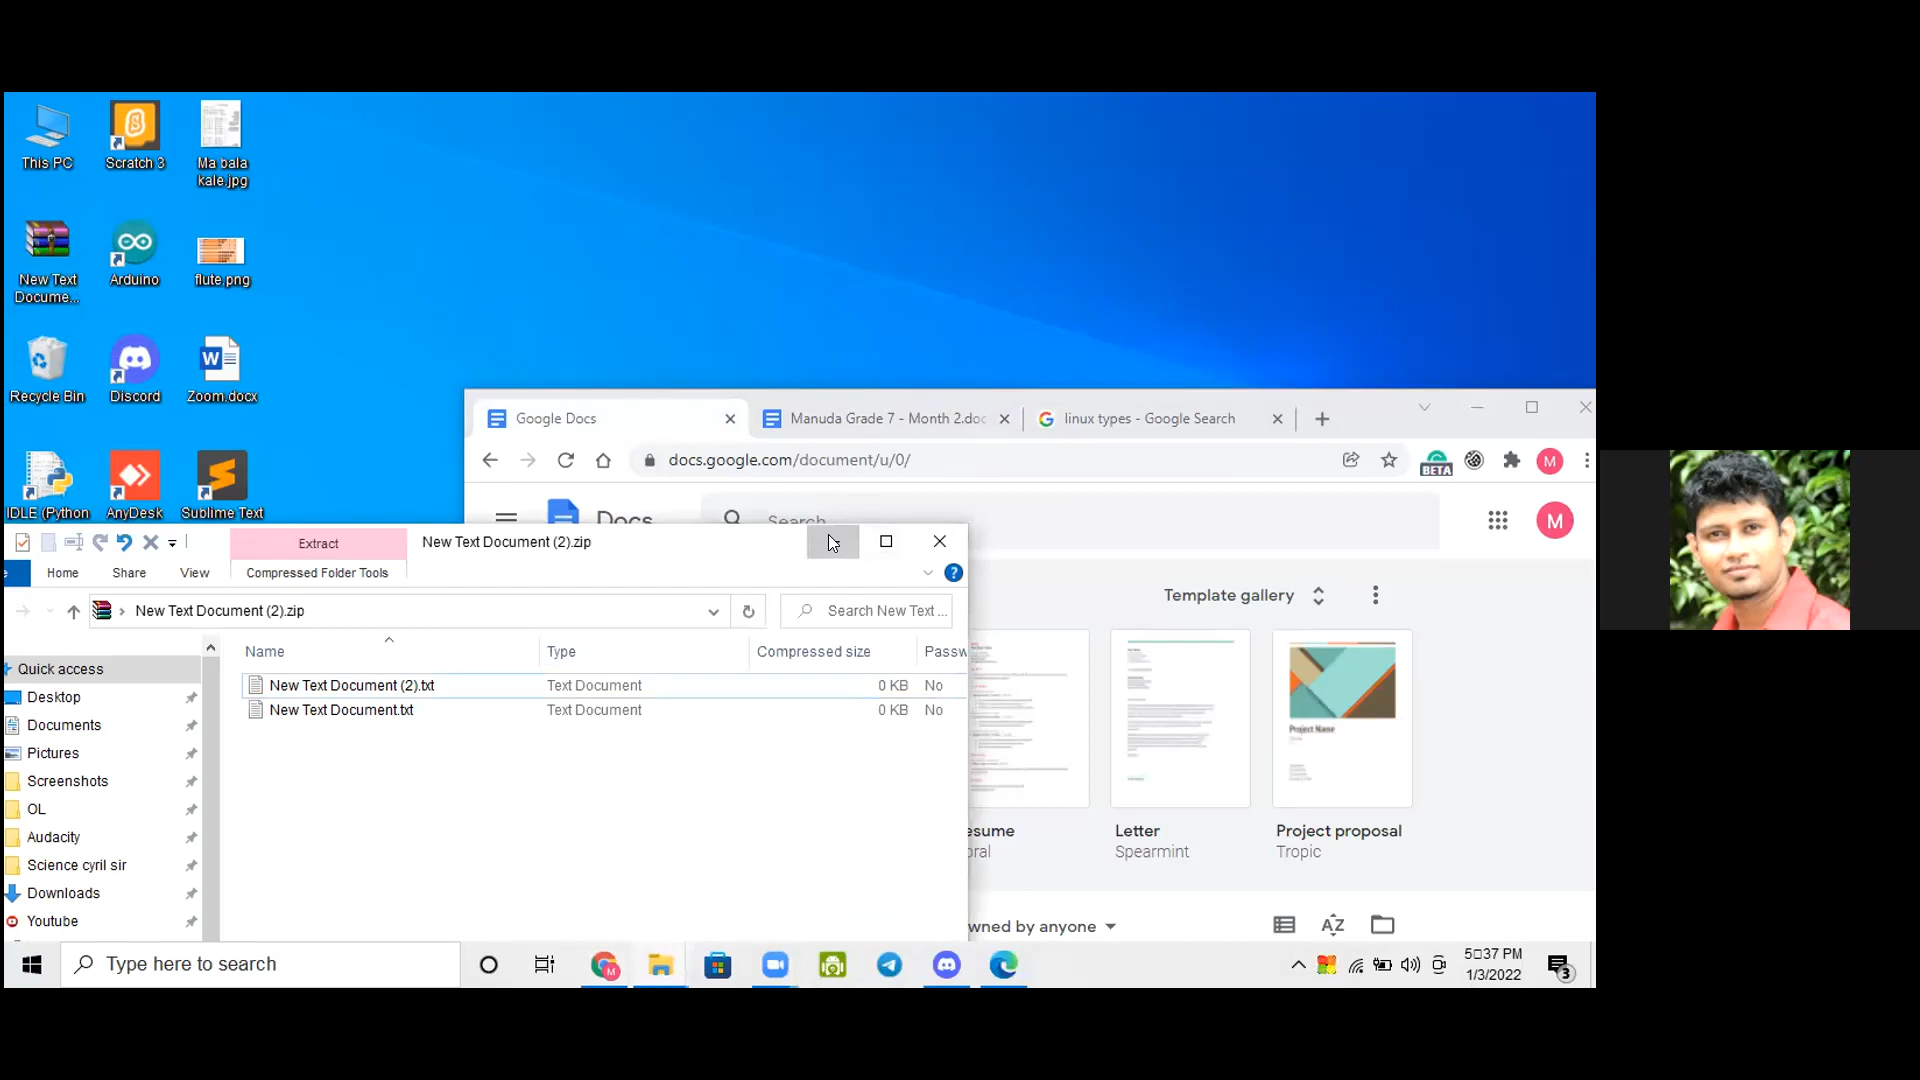 This PC
Scratch 3
Ma bala
kale.jpg
New Text
Docume...
Arduino
flute.png
Recycle Bin
Discord
Zoom.docx
IDLE (Python
AnyDesk
Sublime Text
Google Docs
Manuda Grade 7 - Month 2.doc
linux types - Google Search
docs.google.com/document/u/0/
BETA
M
Docs
Search
M
Extract
New Text Document (2).zip
Home
Share
View
Compressed Folder Tools
New Text Document (2).zip
Search New Text ...
Template gallery
Name
Type
Compressed size
Passw
Quick access
New Text Document (2).txt
Text Document
0 KB
No
Desktop
New Text Document.txt
Text Document
0 KB
No
Documents
Pictures
Screenshots
OL
Audacity
Science cyril sir
Downloads
Youtube
Project Name
esume
oral
Letter
Spearmint
Project proposal
Tropic
wned by anyone
AZ
Type here to search
M
5:37 PM
1/3/2022
3